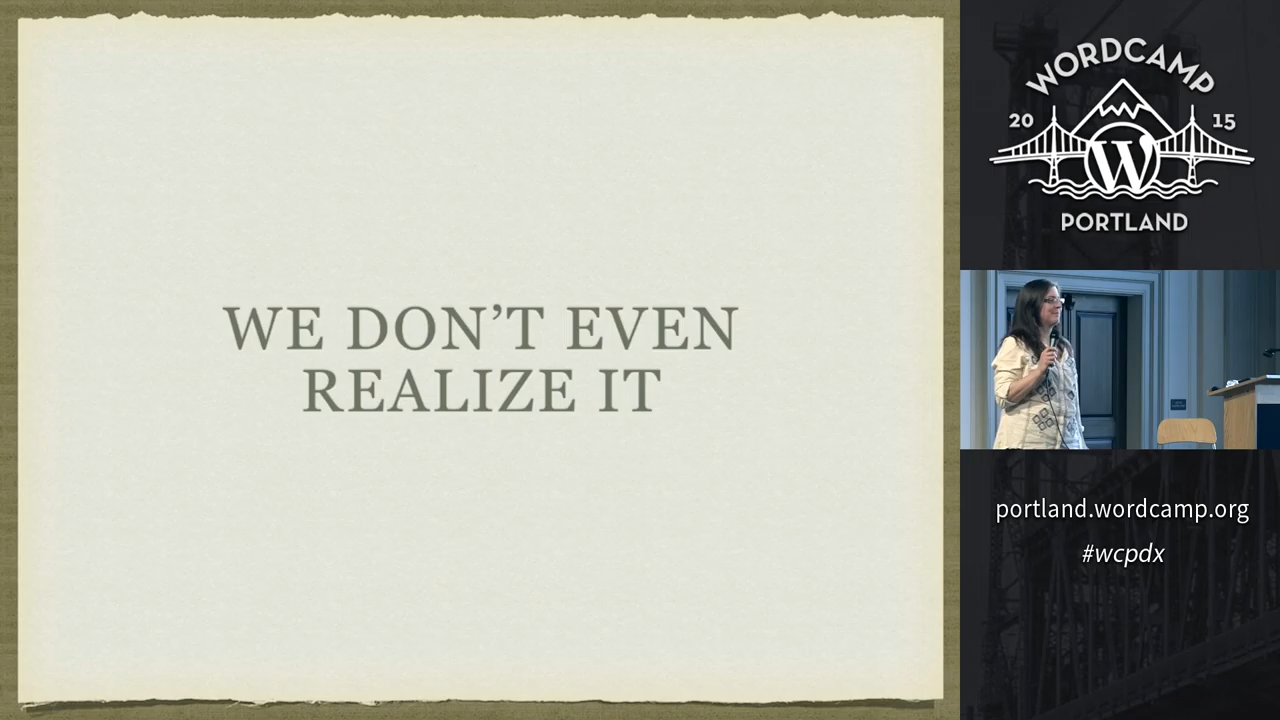 WE DON'T EVEN
REALIZE IT
WORDCAMP
20 15
W
PORTLAND
portland.wordcamp.org
#wcpdx